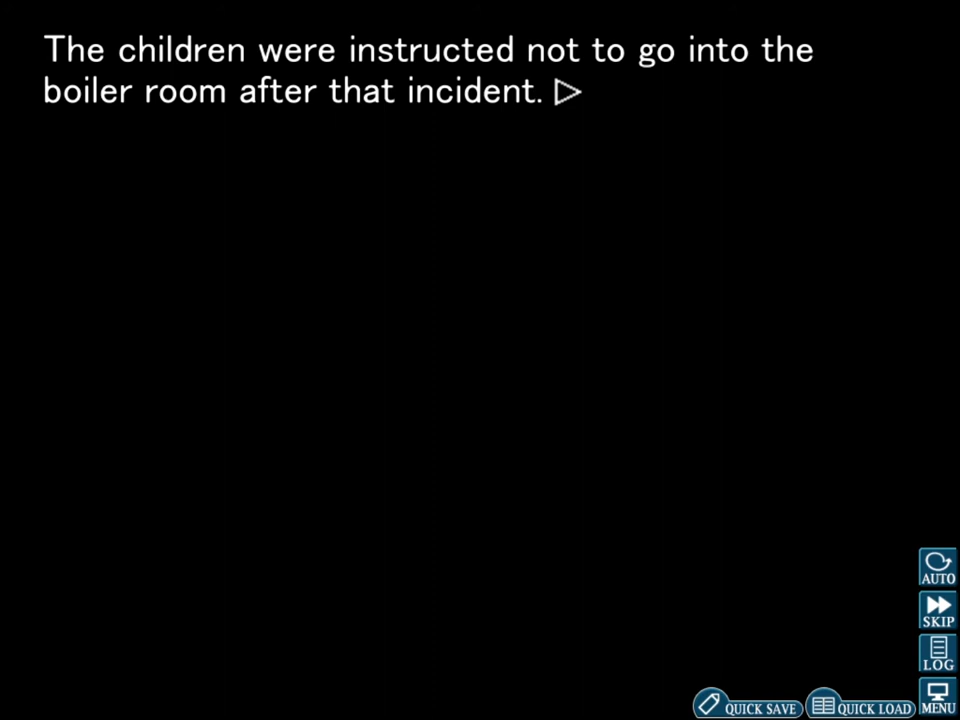 The children were instructed not to go into the
boiler room after that incident.
AUTO
SKIP
LOG
MENU
QUICK SAVE
QUICK LOAD